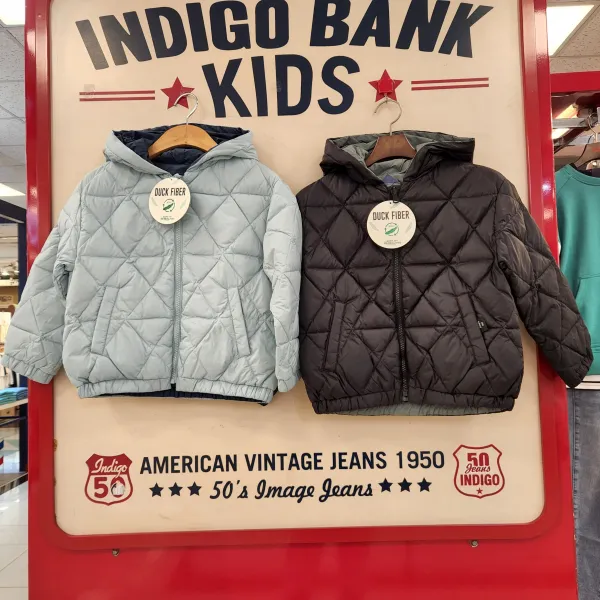 INDIGO BANK
KIDS
DUCK FIBER
DUCK FIBER
Indigo
50
AMERICAN VINTAGE JEANS 1950
50's Image Jeans
50
Jeans
INDIGO